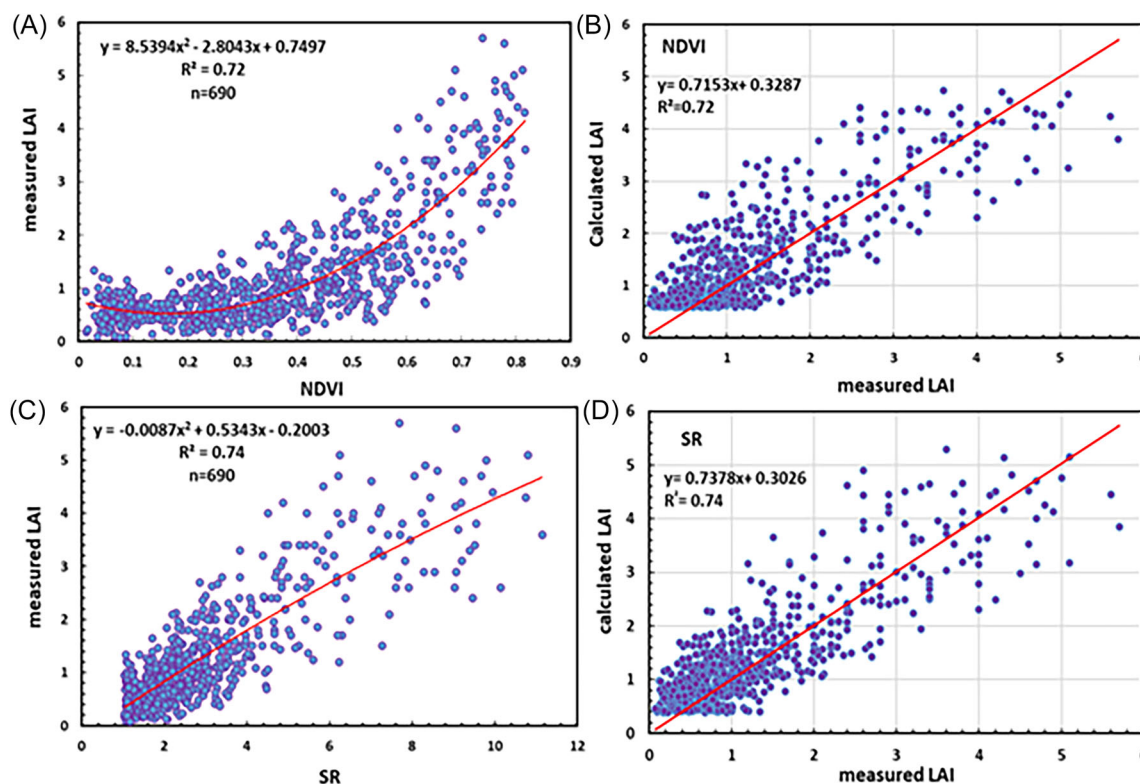 (A)
y = 8.5394x² - 2.8043x + 0.7497
R² = 0.72
n=690
measured LAI
6
5
4
3
2
1
0
0 0.1 0.2 0.3 0.4 0.5 0.6 0.7 0.8 0.9
NDVI
(B)
NDVI
y= 0.7153x+ 0.3287
R²=0.72
Calculated LAI
6
5
4
3
2
1
0
0 1 2 3 4 5
measured LAI
(C)
y = -0.0087x² + 0.5343x - 0.2003
R² = 0.74
n=690
measured LAI
6
5
4
3
2
1
0
0 2 4 6 8 10 12
SR
(D)
SR
y= 0.7378x+ 0.3026
R²= 0.74
calculated LAI
6
5
4
3
2
1
0
0 1 2 3 4 5
measured LAI